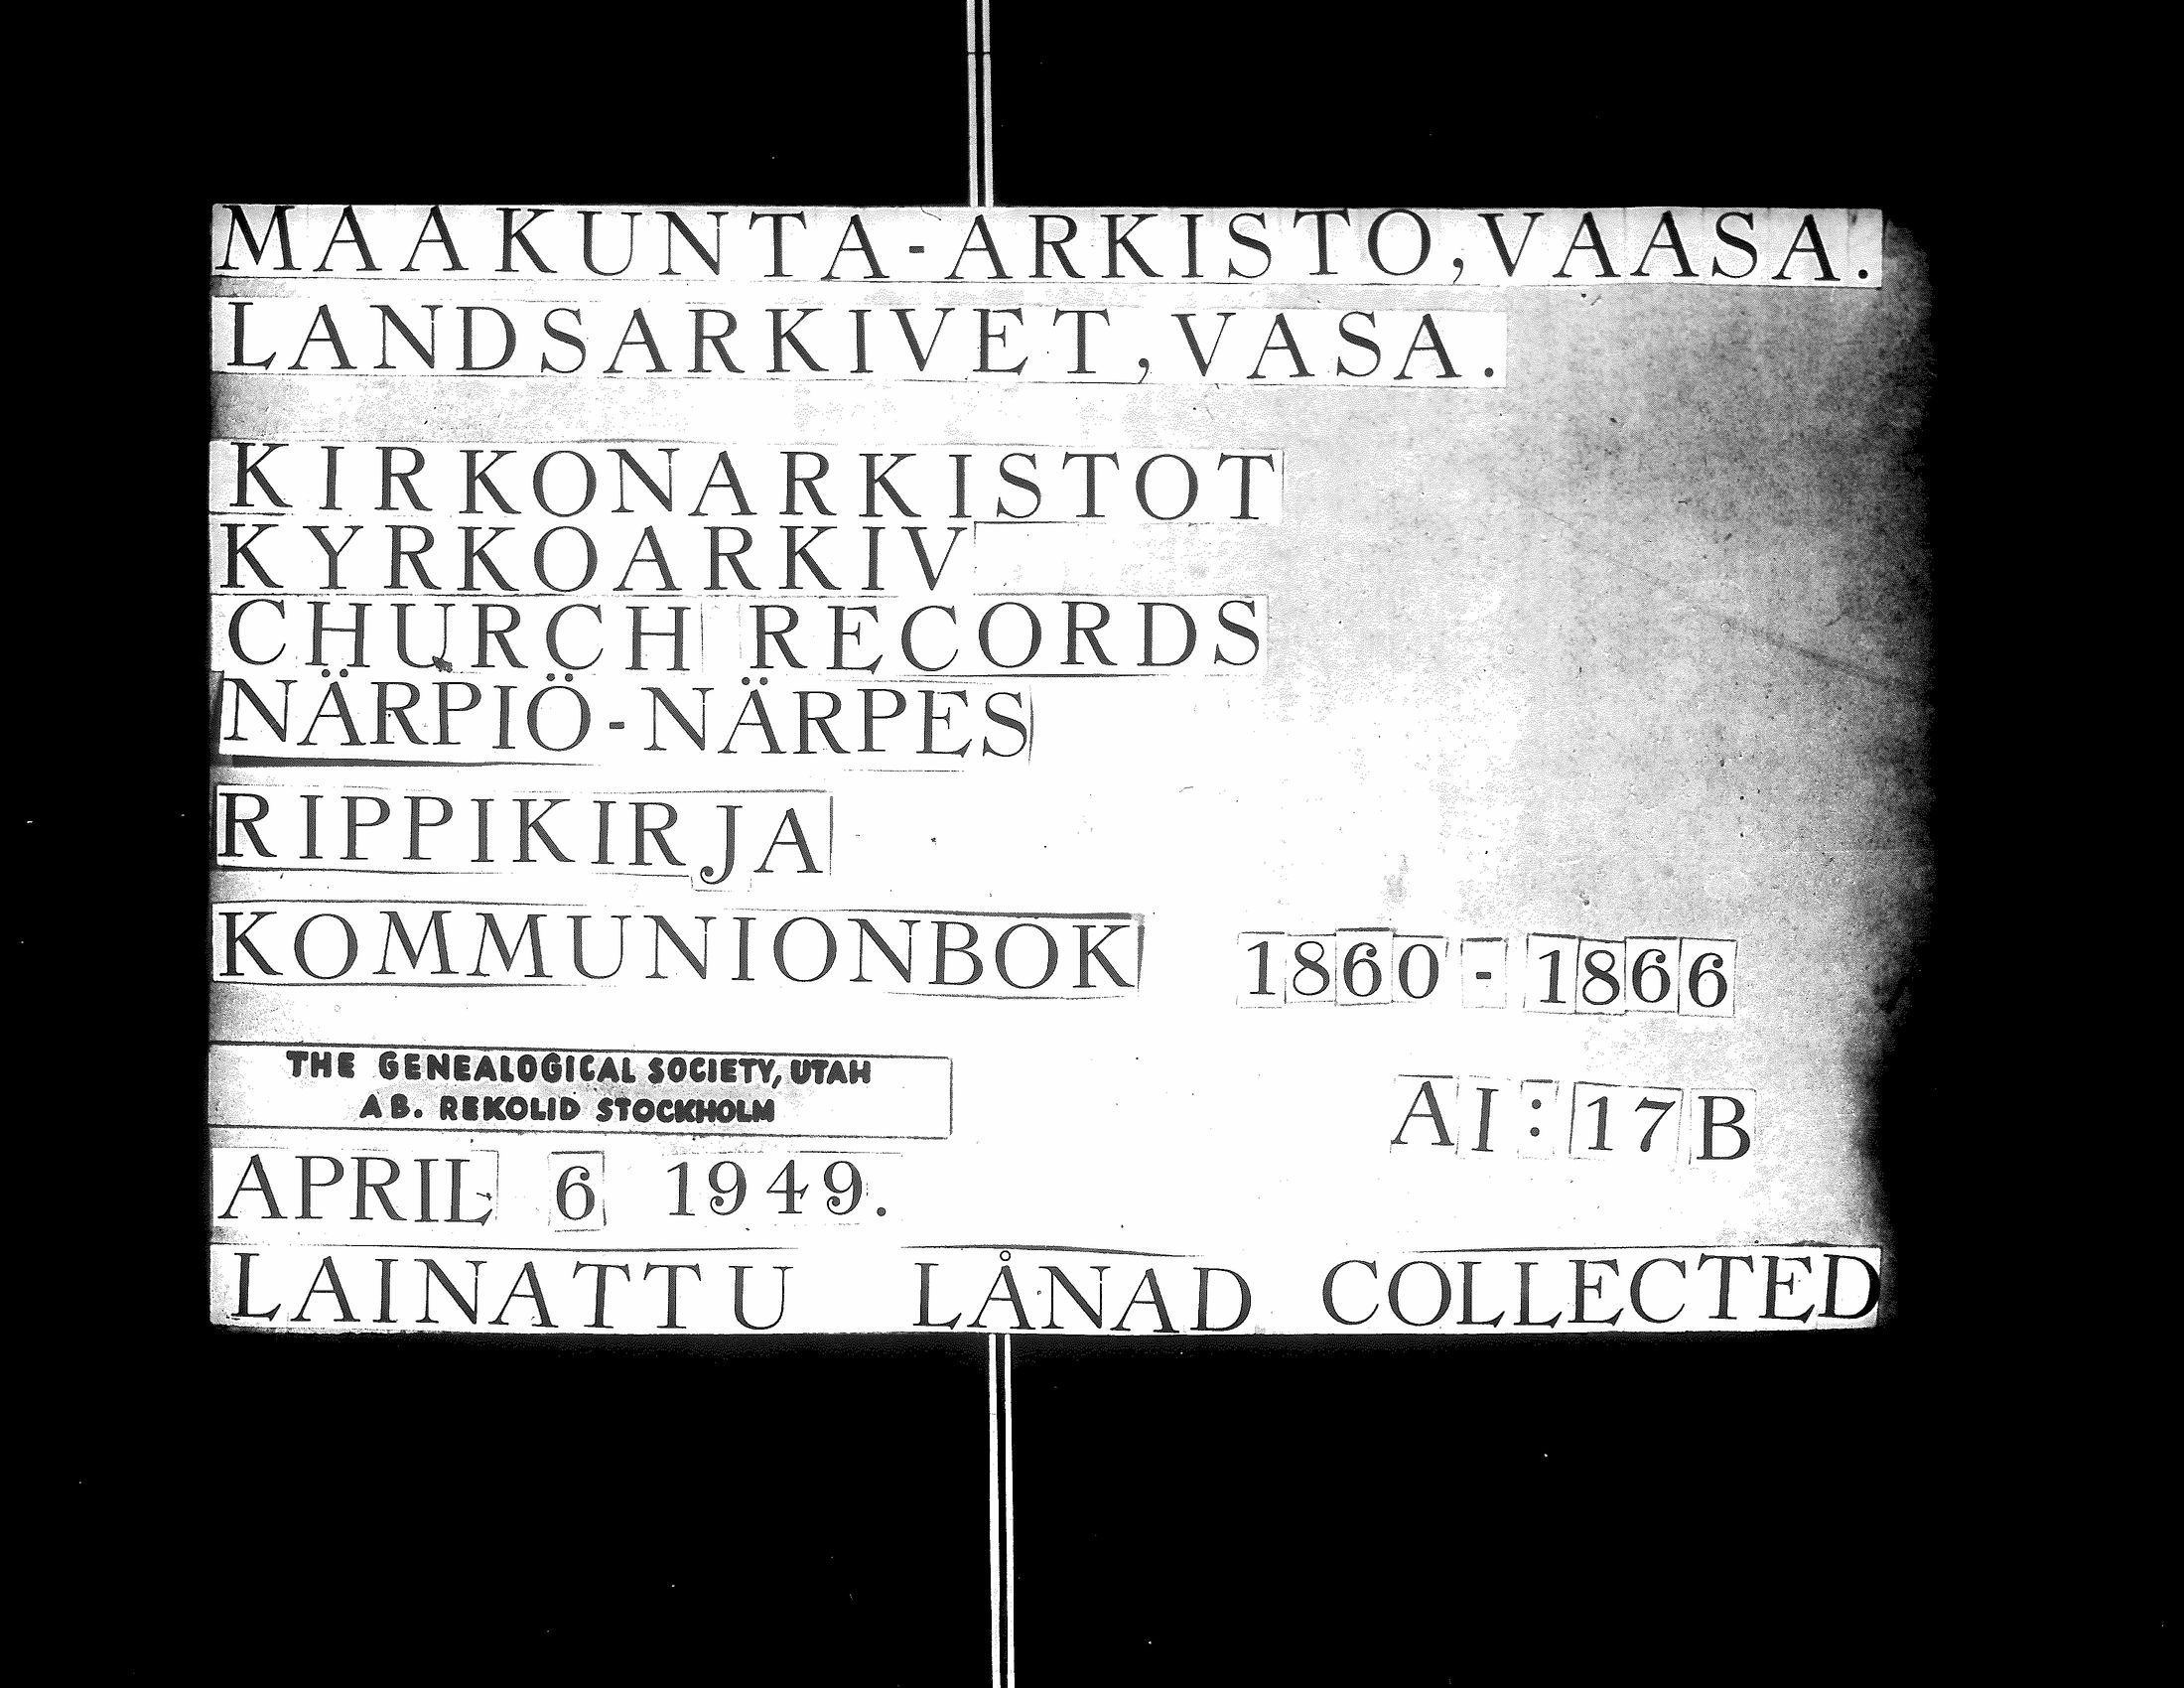 MAAKUNTA-ARKISTO, VAASA.
LANDSARKIVET, VASA.
KIRKONARKISTOT
KYRKOARKIV
CHURCH RECORDS
NÄRPIÖ-NÄRPES
RIPPIKIRJA
KOMMUNIONBOK 1860-1866
THE GENEALOGICAL SOCIETY, UTAH
AB. REKOLID STOCKHOLM
AI:17B
APRIL 6 1949.
LAINATTU LÅNAD COLLECTED